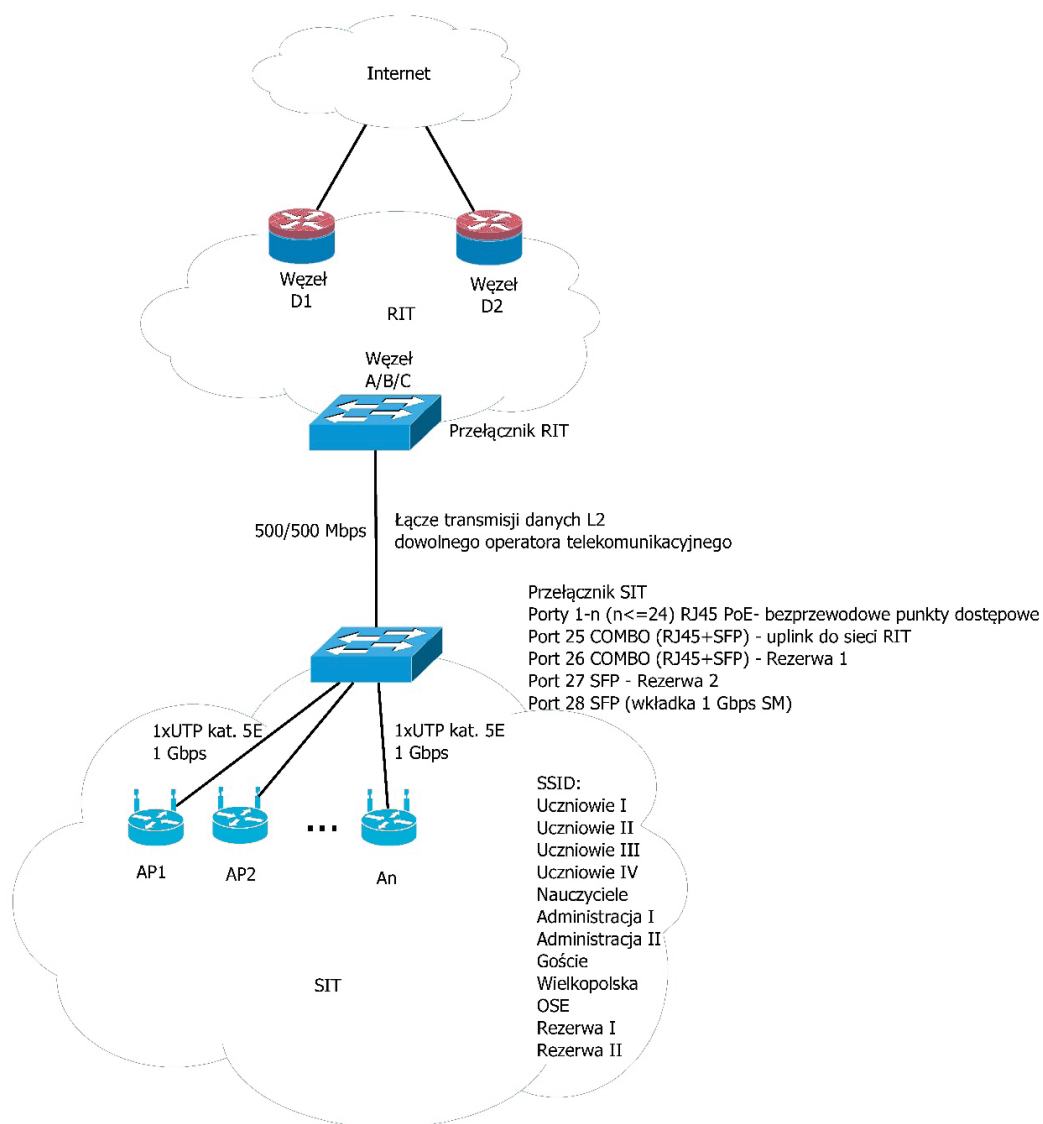 Internet
Węzeł
D1
Węzeł
D2
RIT
Węzeł
A/B/C
Przełącznik RIT
500/500 Mbps
Łącze transmisji danych L2
dowolnego operatora telekomunikacyjnego
Przełącznik SIT
Porty 1-n (n<=24) RJ45 PoE- bezprzewodowe punkty dostępowe
Port 25 COMBO (RJ45+SFP) - uplink do sieci RIT
Port 26 COMBO (RJ45+SFP) - Rezerwa 1
Port 27 SFP - Rezerwa 2
Port 28 SFP (wkładka 1 Gbps SM)
1xUTP kat. 5E
1 Gbps
1xUTP kat. 5E
1 Gbps
AP1
AP2
...
An
SIT
SSID:
Uczniowie I
Uczniowie II
Uczniowie III
Uczniowie IV
Nauczyciele
Administracja I
Administracja II
Goście
Wielkopolska
OSE
Rezerwa I
Rezerwa II